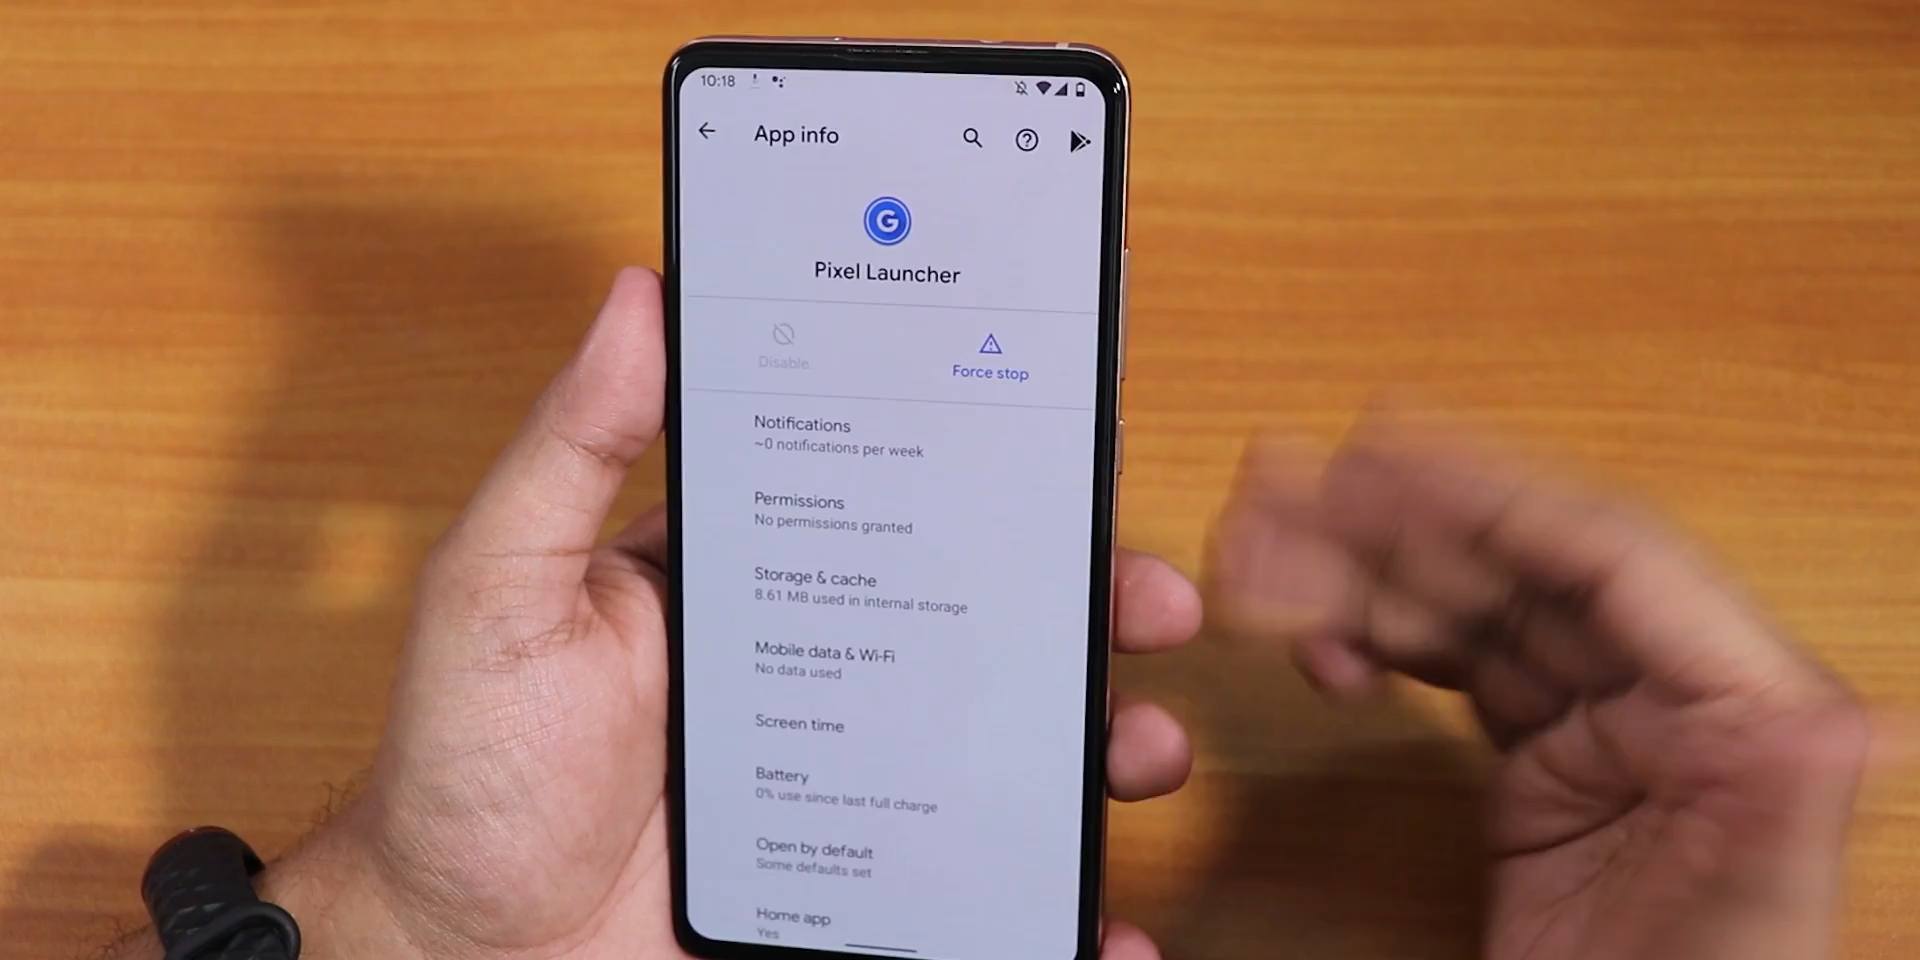 10:18
App info
G
Pixel Launcher
Disable
Force stop
Notifications
~0 notifications per week
Permissions
No permissions granted
Storage & cache
8.61 MB used in internal storage
Mobile data & Wi-Fi
No data used
Screen time
Battery
0% use since last full charge
Open by default
Some defaults set
Home app
Yes